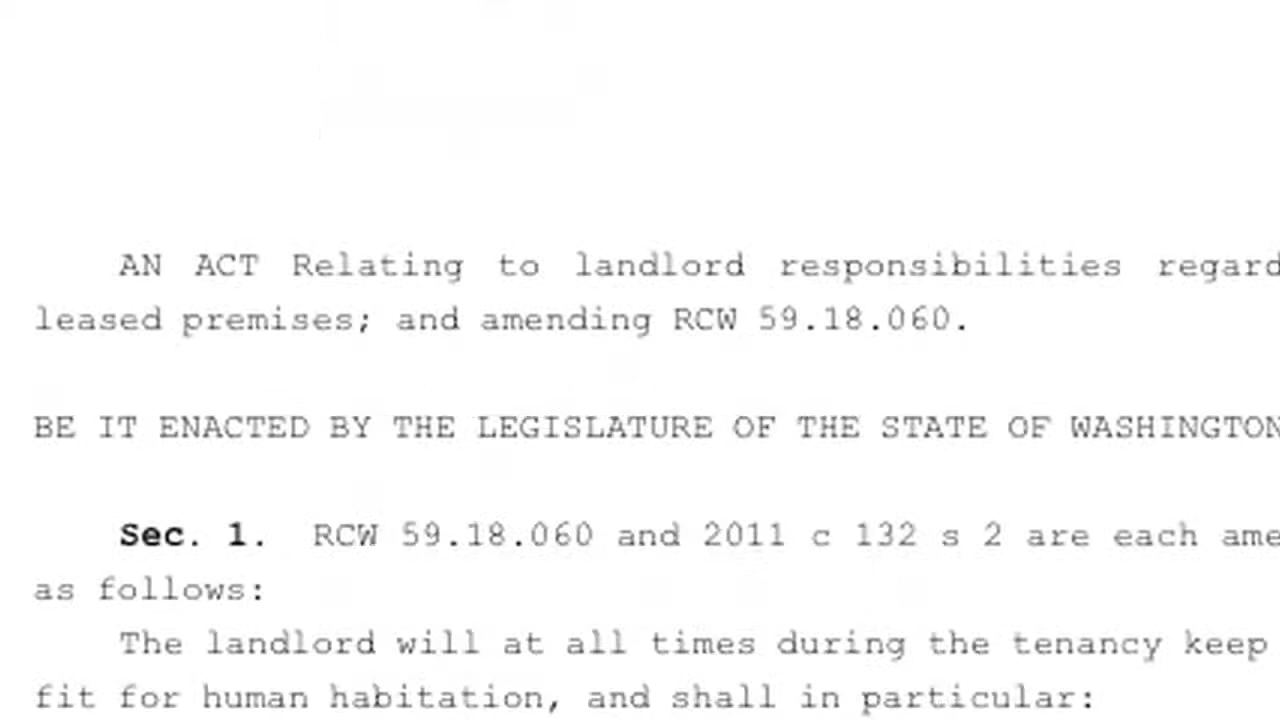 AN ACT Relating to landlord responsibilities regard
leased premises; and amending RCW 59.18.060.
BE IT ENACTED BY THE LEGISLATURE OF THE STATE OF WASHINGTON
Sec. 1. RCW 59.18.060 and 2011 c 132 s 2 are each ame
as follows:
The landlord will at all times during the tenancy keep
fit for human habitation, and shall in particular: